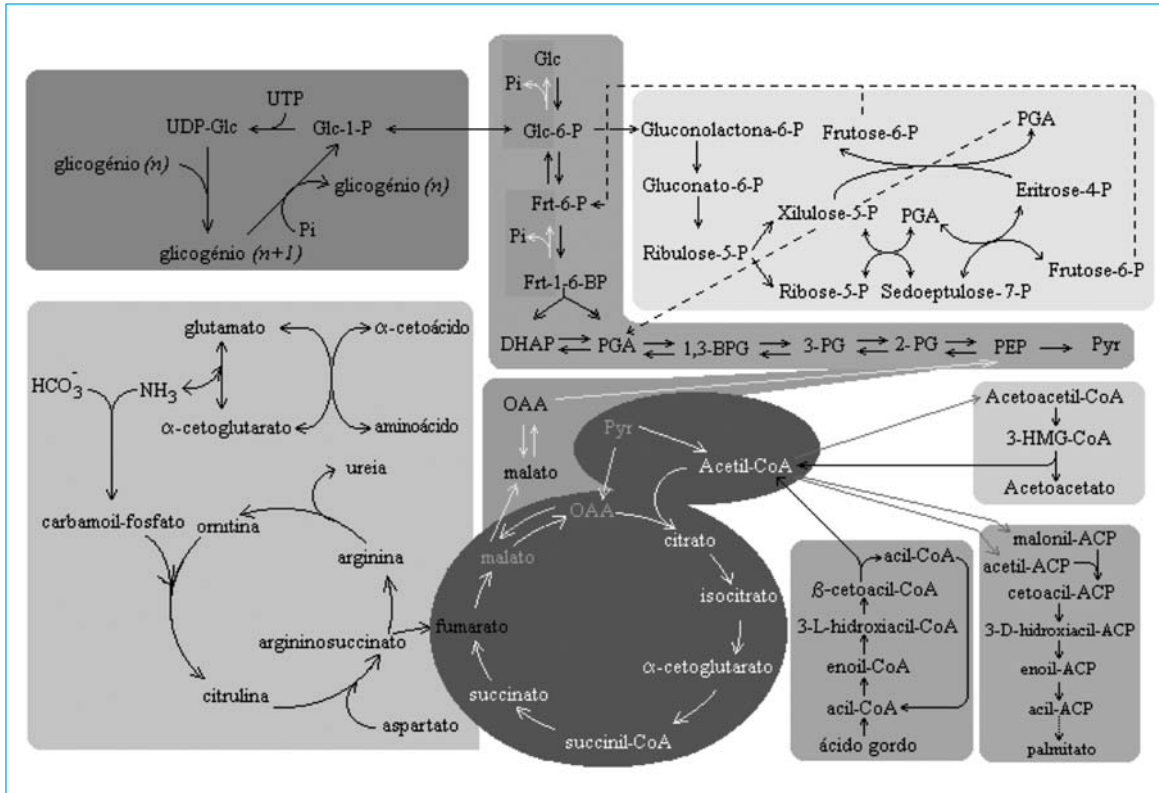 UTP
UDP-Glc
Glc-1-P
glicogénio (n)
glicogénio (n)
Pi
glicogénio (n+1)
Glc
Pi
Glc-6-P
Frt-6-P
Pi
Frt-1-6-BP
DHAP
PGA
1,3-BPG
3-PG
2-PG
PEP
Pyr
Gluconolactona-6-P
Gluconato-6-P
Ribulose-5-P
Xilulose-5-P
Ribose-5-P
Frutose-6-P
PGA
Eritrose-4-P
PGA
Sedoeptulose-7-P
Frutose-6-P
glutamato
α-cetoácido
HCO3-
NH3
α-cetoglutarato
aminoácido
ureia
carbamoil-fosfato
ornitina
arginina
argininosuccinato
citrulina
aspartato
OAA
malato
Pyr
Acetil-CoA
OAA
malato
citrato
isocitrato
fumarato
α-cetoglutarato
succinato
succinil-CoA
Acetoacetil-CoA
3-HMG-CoA
Acetoacetato
acil-CoA
ß-cetoacil-CoA
3-L-hidroxiacil-CoA
enoil-CoA
acil-CoA
ácido gordo
malonil-ACP
acetil-ACP
cetoacil-ACP
3-D-hidroxiacil-ACP
enoil-ACP
acil-ACP
palmitato